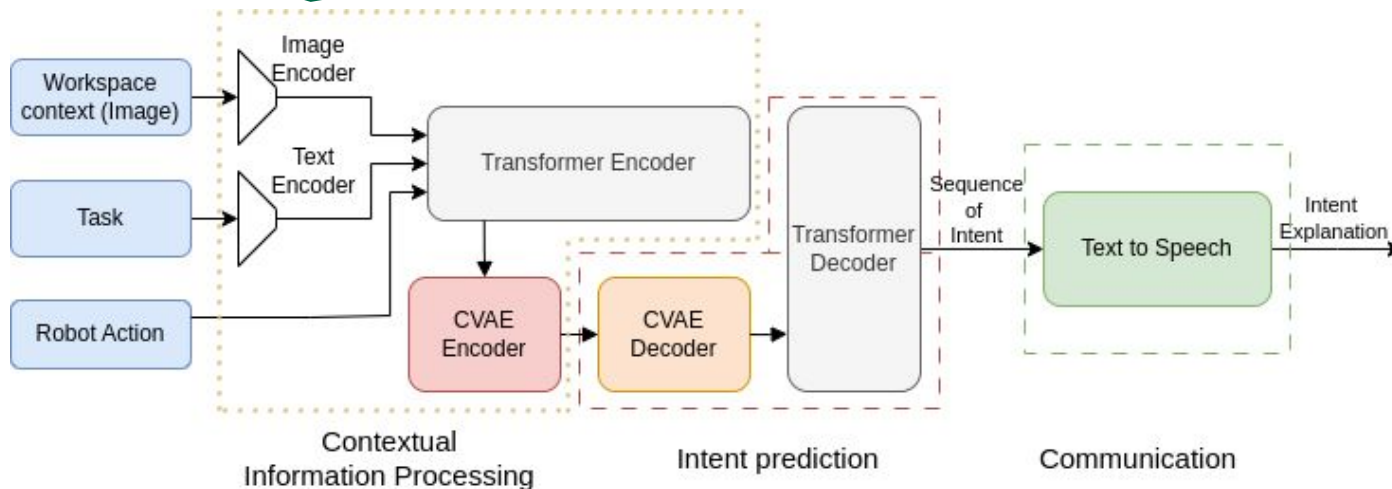 Workspace
context (Image)
Image
Encoder
Text
Encoder
Task
Robot Action
Transformer Encoder
CVAE
Encoder
CVAE
Decoder
Transformer
Decoder
Sequence
of
Intent
Text to Speech
Intent
Explanation
Contextual
Information Processing
Intent prediction
Communication